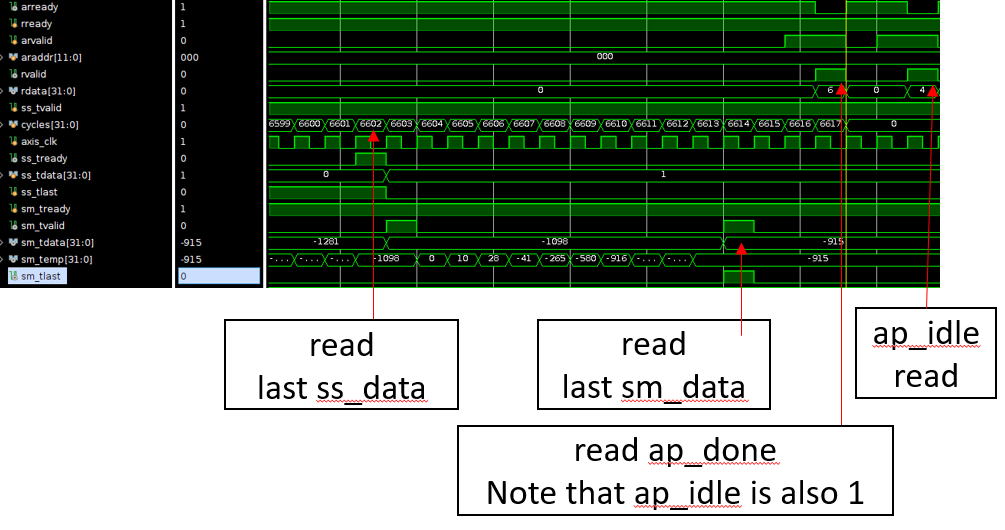 arready 1
rready 1
arvalid 0
araddr[11:0] 000 000
rvalid 0
rdata[31:0] 0 0 6 0 4
ss_tvalid 1
cycles[31:0] 0 6599 6600 6601 6602 6603 6604 6605 6606 6607 6608 6609 6610 6611 6612 6613 6614 6615 6616 6617 0
axis_clk 1
ss_tready 0
ss_tdata[31:0] 1 0 1
ss_tlast 0
sm_tready 1
sm_tvalid 0
sm_tdata[31:0] -915 -1281 -1098 -915
sm_temp[31:0] -915 -... -... -... -1098 0 10 28 -41 -265 -580 -916 -... -... -915
sm_tlast 0
read
last ss_data
read
last sm_data
ap_idle
read
read ap_done
Note that ap_idle is also 1